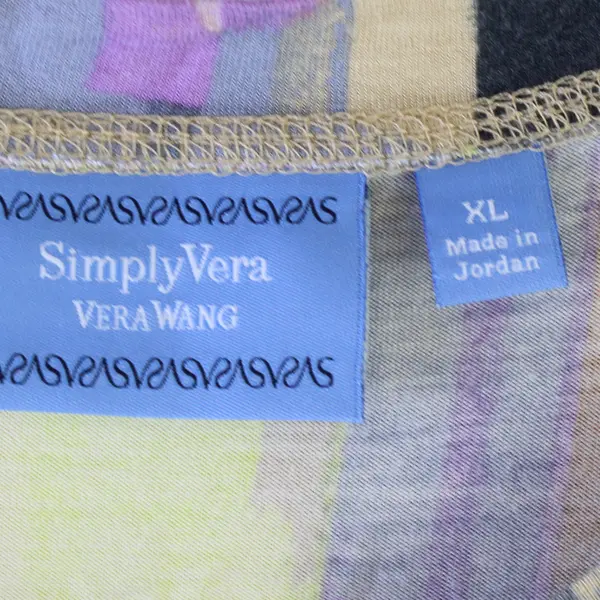 SimplyVera
VERA WANG
XL
Made in
Jordan